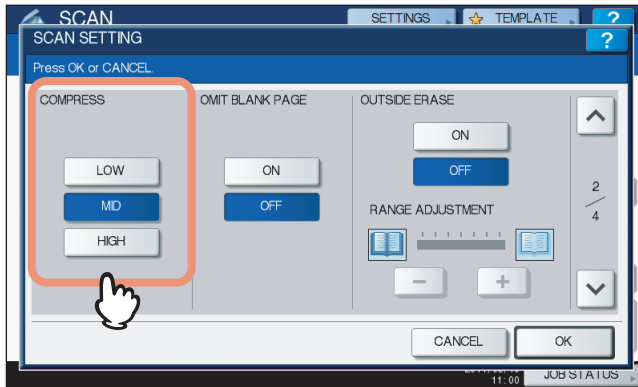 SCAN
SETTINGS
TEMPLATE
?
SCAN SETTING
?
Press OK or CANCEL.
COMPRESS
OMIT BLANK PAGE
OUTSIDE ERASE
LOW
MID
HIGH
ON
OFF
ON
OFF
RANGE ADJUSTMENT
-
+
2
4
CANCEL
OK
11:00
JOB STATUS